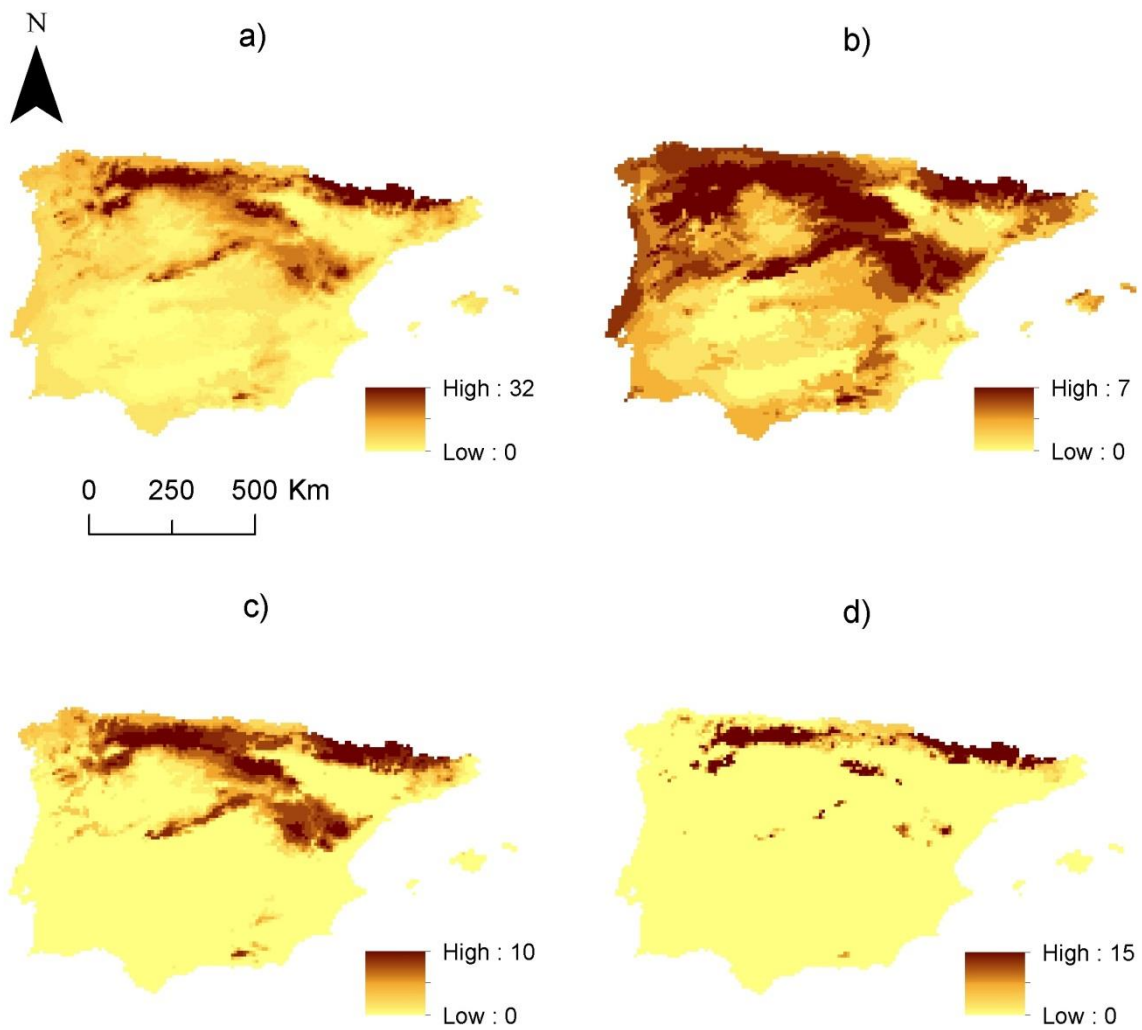 N
a)
b)
High : 32
Low : 0
High : 7
Low : 0
0 250 500 Km
c)
d)
High : 10
Low : 0
High : 15
Low : 0